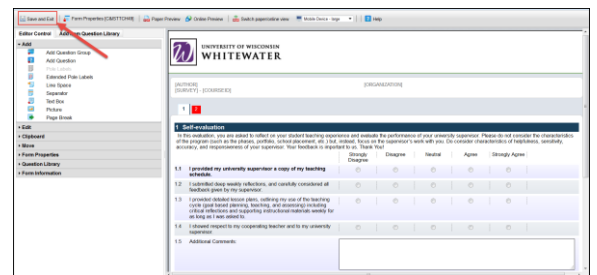 Save and Exit Form Properties [CIMSTTCHW] Paper Preview Online Preview Switch paper/online view Mobile Device - large Help
Editor Control Add from Question Library
Add
Add Question Group
Add Question
Pole Labels
Extended Pole Labels
Line Space
Separator
Text Box
Picture
Page Break
Edit
Clipboard
Move
Form Properties
Question Library
Form Information
UNIVERSITY OF WISCONSIN
WHITEWATER
[AUTHOR] [ORGANIZATION]
[SURVEY] - [COURSEID]
1 2
1 Self-evaluation
In this evaluation, you are asked to reflect on your student teaching experience and evaluate the performance of your university supervisor. Please do not consider the characteristics
of the program (such as the phases, portfolio, school placement, etc.) but, instead, focus on the supervisor's work with you. Do consider characteristics of helpfulness, sensitivity,
accuracy, and responsiveness of your supervisor. Your feedback is important to us. Thank You!
Strongly Disagree Disagree Neutral Agree Strongly Agree
1.1 I provided my university supervisor a copy of my teaching
schedule.
1.2 I submitted deep weekly reflections, and carefully considered all
feedback given by my supervisor.
1.3 I provided detailed lesson plans, outlining my use of the teaching
cycle (goal based planning, teaching, and assessing) including
critical reflections and supporting instructional materials weekly for
as long as I was asked to.
1.4 I showed respect to my cooperating teacher and to my university
supervisor.
1.5 Additional Comments: